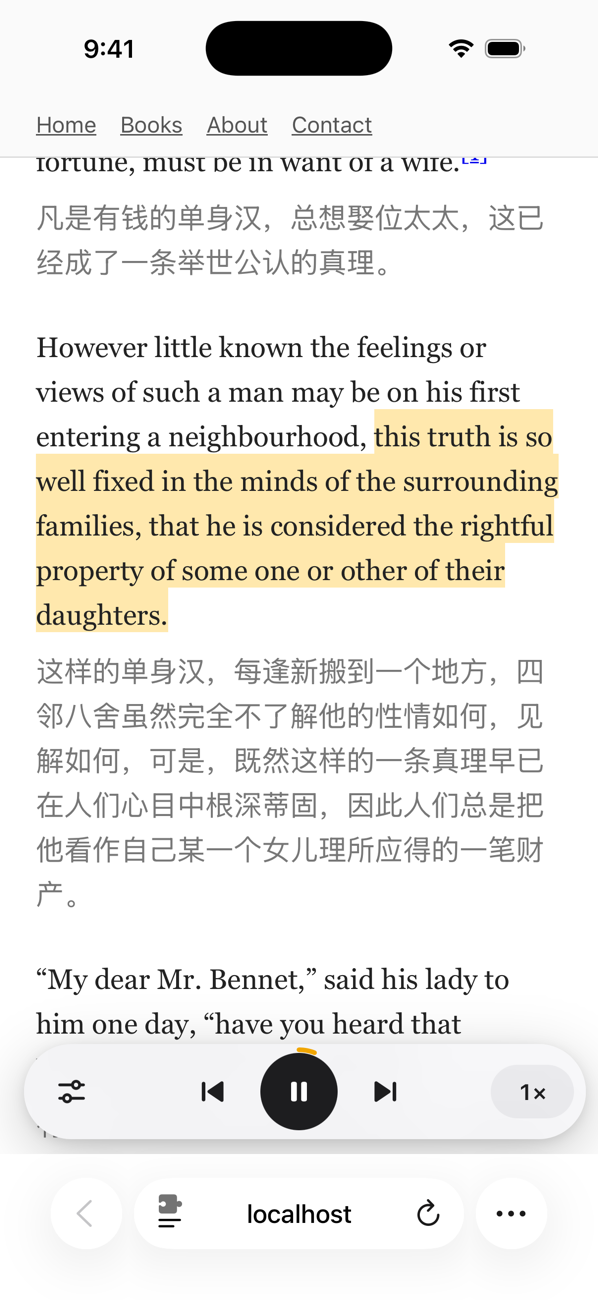 9:41
Home Books About Contact
fortune, must be in want of a wife.[1]
凡是有钱的单身汉，总想娶位太太，这已
经成了一条举世公认的真理。
However little known the feelings or
views of such a man may be on his first
entering a neighbourhood, this truth is so
well fixed in the minds of the surrounding
families, that he is considered the rightful
property of some one or other of their
daughters.
这样的单身汉，每逢新搬到一个地方，四
邻八舍虽然完全不了解他的性情如何，见
解如何，可是，既然这样的一条真理早已
在人们心目中根深蒂固，因此人们总是把
他看作自己某一个女儿理所应得的一笔财
产。
“My dear Mr. Bennet,” said his lady to
him one day, “have you heard that
1×
localhost